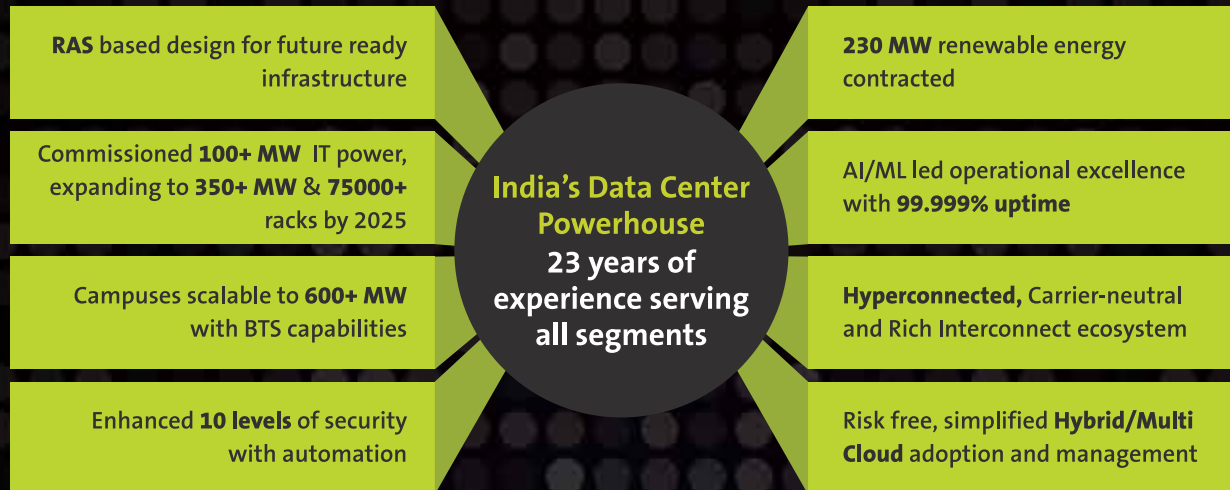 RAS based design for future ready
infrastructure
Commissioned 100+ MW IT power,
expanding to 350+ MW & 75000+
racks by 2025
Campuses scalable to 600+ MW
with BTS capabilities
Enhanced 10 levels of security
with automation
India’s Data Center
Powerhouse
23 years of
experience serving
all segments
230 MW renewable energy
contracted
AI/ML led operational excellence
with 99.999% uptime
Hyperconnected, Carrier-neutral
and Rich Interconnect ecosystem
Risk free, simplified Hybrid/Multi
Cloud adoption and management